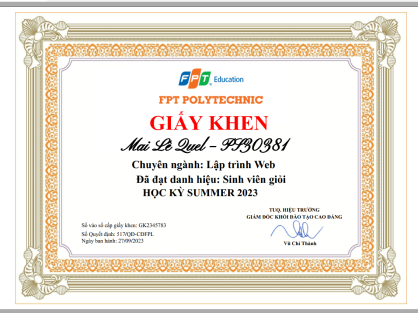 FPT Education
FPT POLYTECHNIC
GIẤY KHEN
Mai Lê Quel – PS30381
Chuyên ngành: Lập trình Web
Đã đạt danh hiệu: Sinh viên giỏi
HỌC KỲ SUMMER 2023
TUQ. HIỆU TRƯỞNG
GIÁM ĐỐC KHỐI ĐÀO TẠO CAO ĐẲNG
Số vào sổ cấp giấy khen: GK2345783
Số Quyết định: 517/QĐ-CĐFPL
Ngày ban hành: 27/09/2023
Vũ Chí Thành